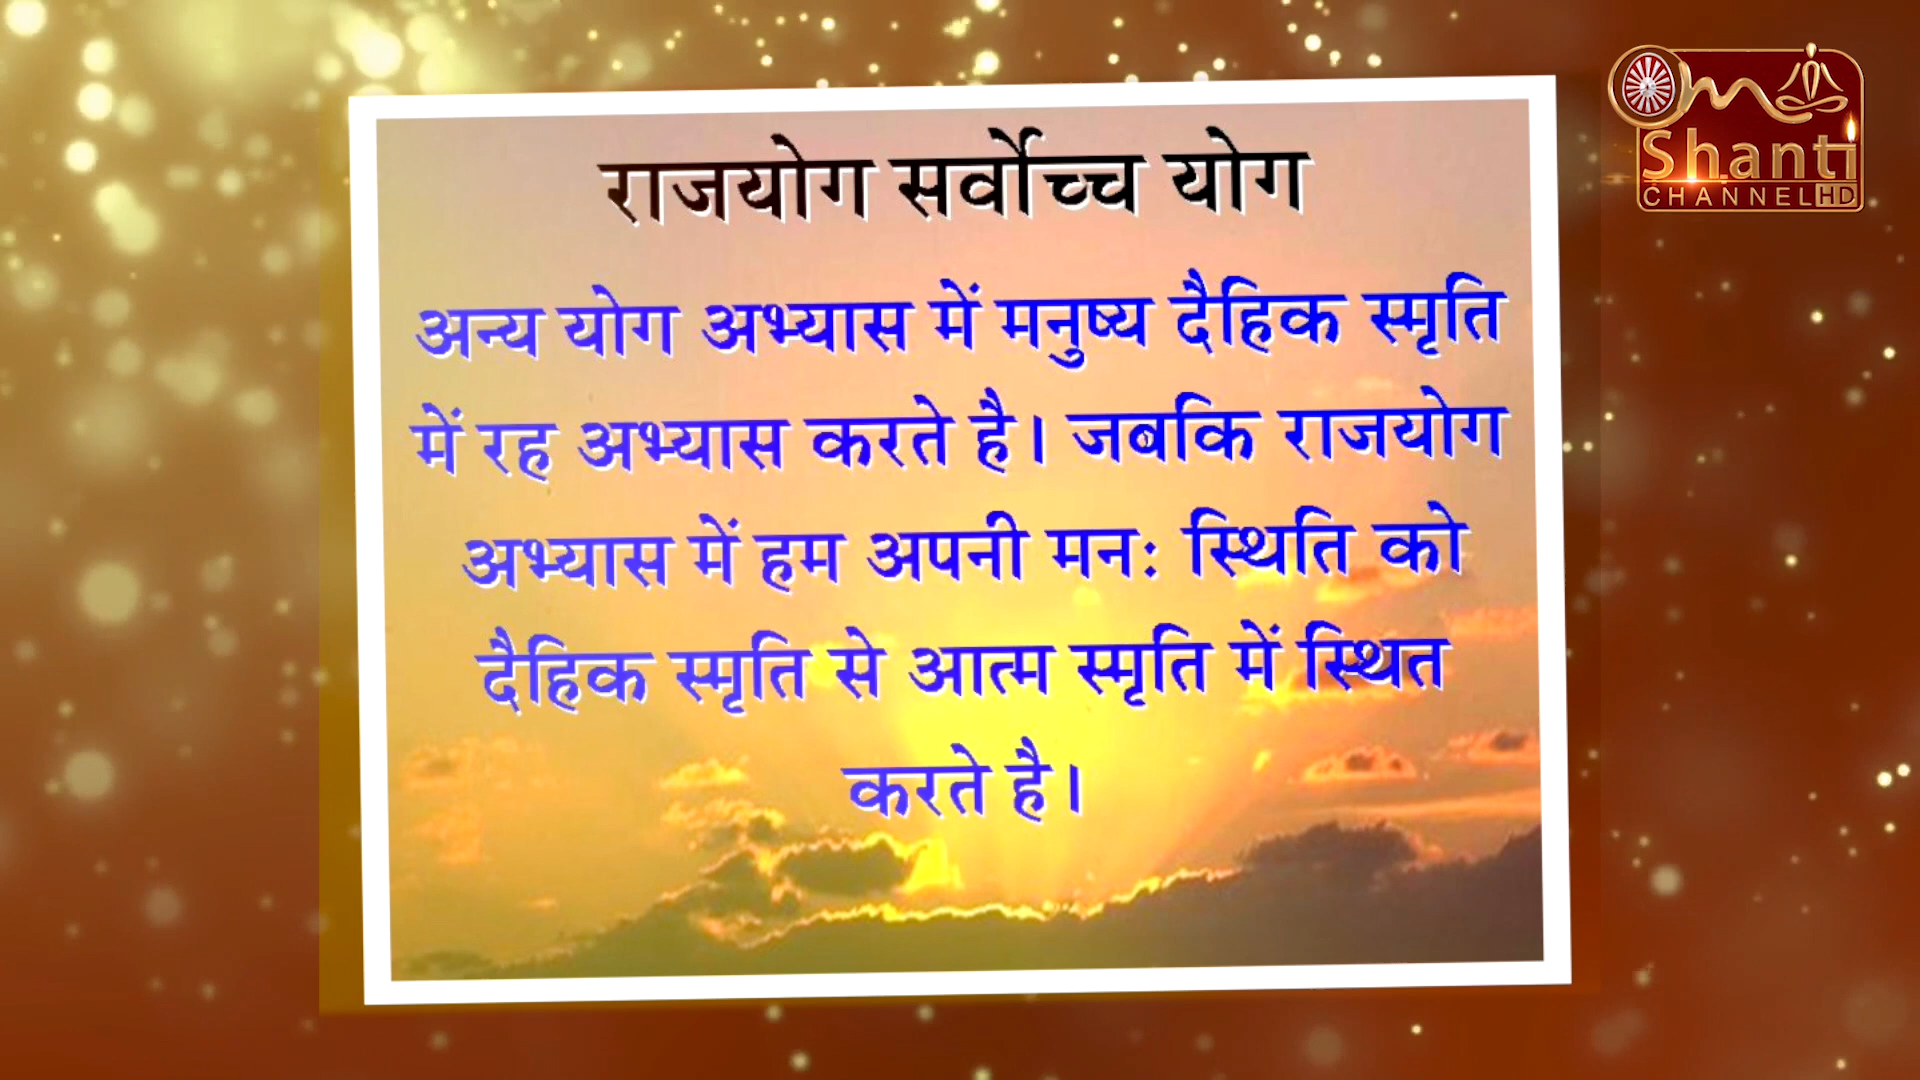 राजयोग सर्वोच्च योग
अन्य योग अभ्यास में मनुष्य दैहिक स्मृति
में रह अभ्यास करते है। जबकि राजयोग
अभ्यास में हम अपनी मनः स्थिति को
दैहिक स्मृति से आत्म स्मृति में स्थित
करते है।
Om
Shanti
CHANNEL HD